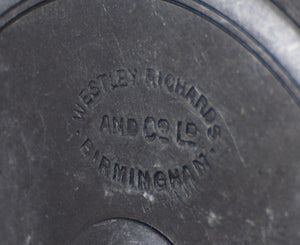 WESTLEY RICHARDS
AND Co LD
· BIRMINGHAM ·